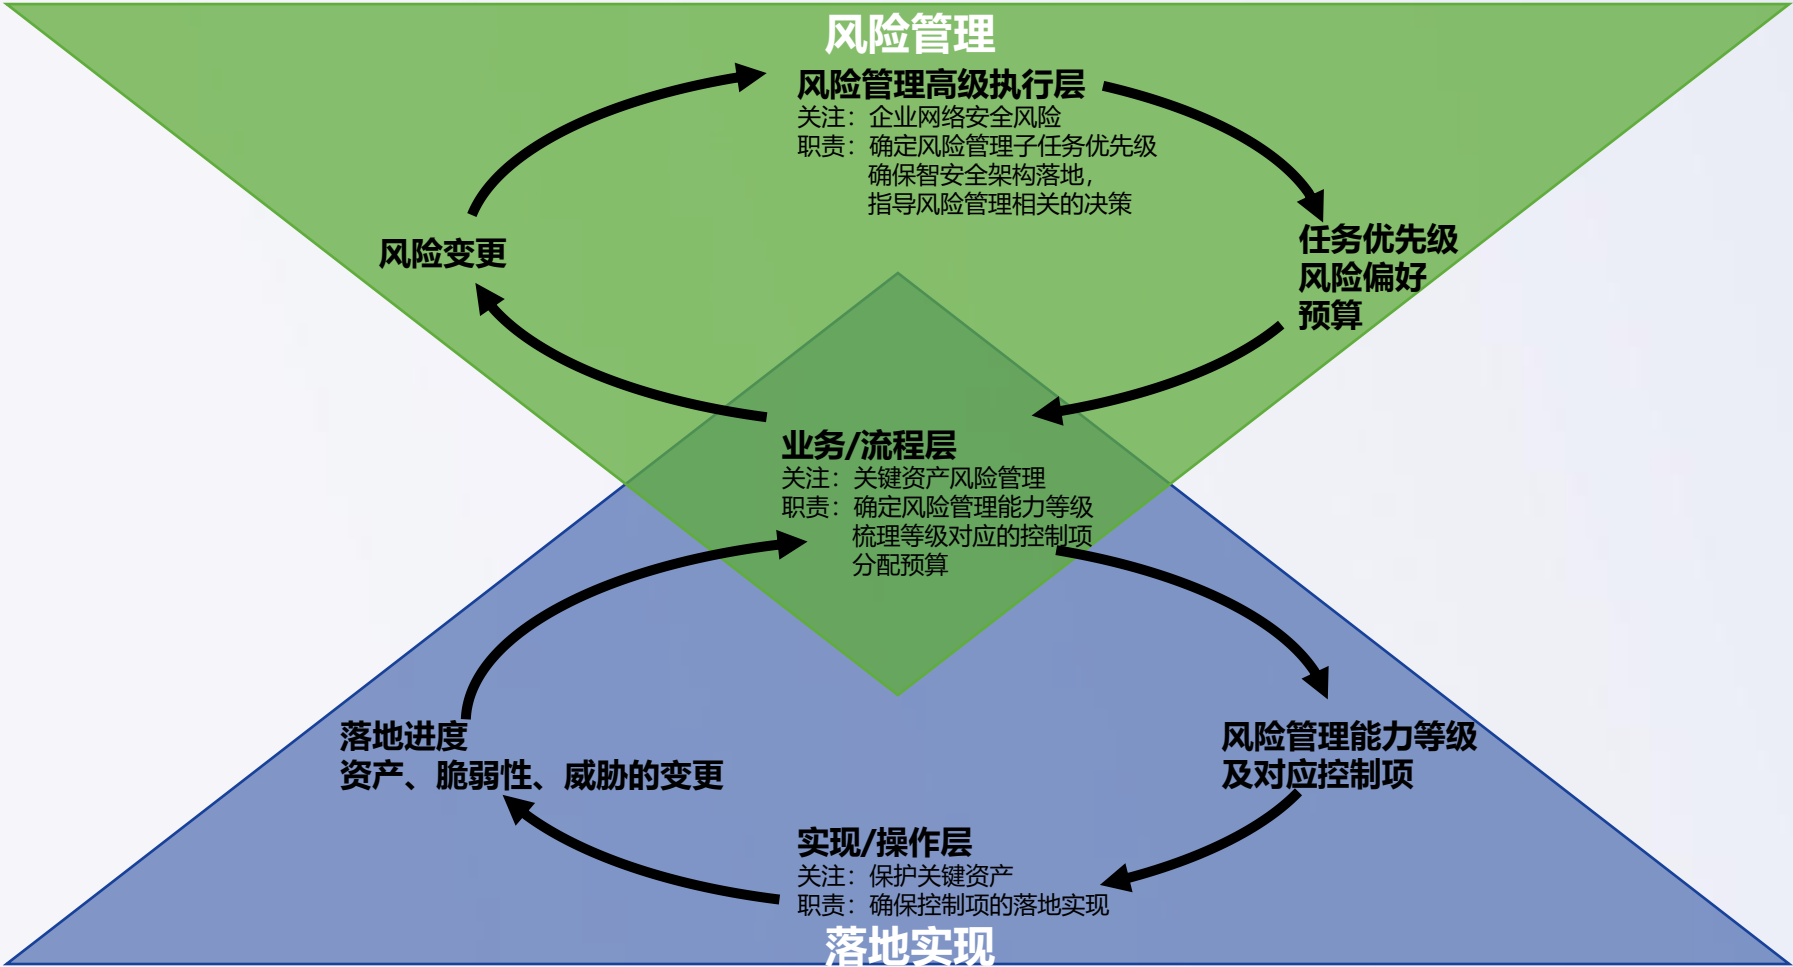 风险管理
风险管理高级执行层
关注：企业网络安全风险
职责：确定风险管理子任务优先级
确保智安全架构落地，
指导风险管理相关的决策
风险变更
任务优先级
风险偏好
预算
业务/流程层
关注：关键资产风险管理
职责：确定风险管理能力等级
梳理等级对应的控制项
分配预算
落地进度
资产、脆弱性、威胁的变更
风险管理能力等级
及对应控制项
实现/操作层
关注：保护关键资产
职责：确保控制项的落地实现
落地实现